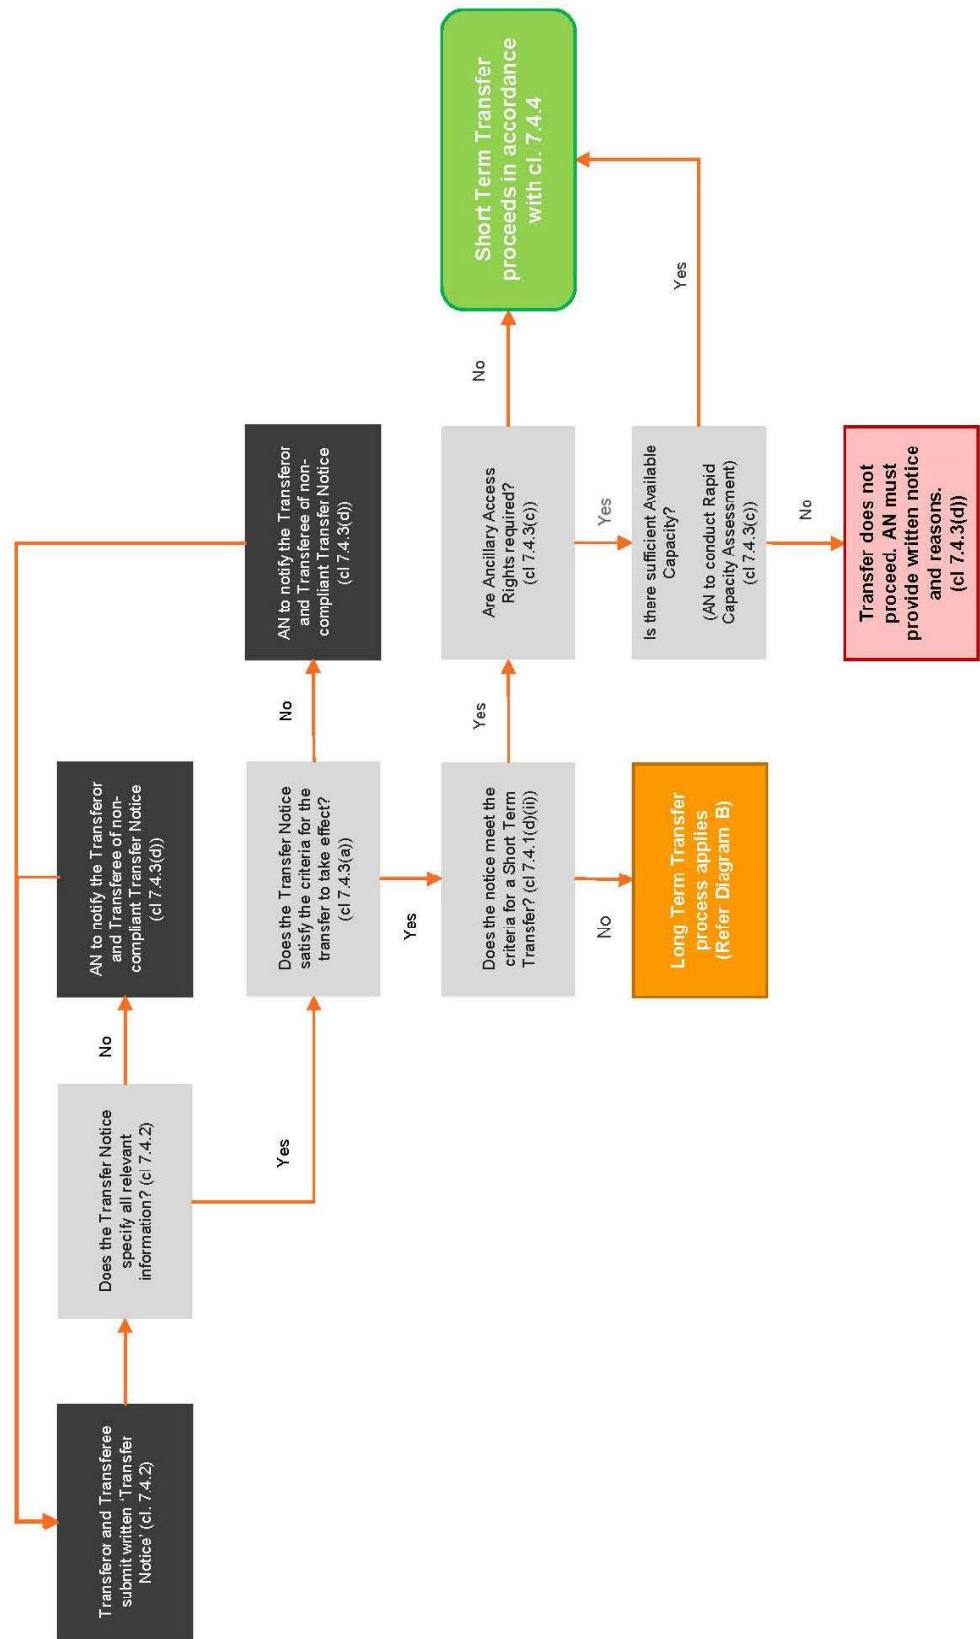 Transferor and Transferee
submit written ‘Transfer
Notice’ (cl. 7.4.2)
Does the Transfer Notice
specify all relevant
information? (cl 7.4.2)
No
AN to notify the Transferor
and Transferee of non-
compliant Transfer Notice
(cl 7.4.3(d))
Yes
Does the Transfer Notice
satisfy the criteria for the
transfer to take effect?
(cl 7.4.3(a))
No
AN to notify the Transferor
and Transferee of non-
compliant Transfer Notice
(cl 7.4.3(d))
Yes
Does the notice meet the
criteria for a Short Term
Transfer? (cl 7.4.1(d)(ii))
Yes
Are Ancillary Access
Rights required?
(cl 7.4.3(c))
No
Short Term Transfer
proceeds in accordance
with cl. 7.4.4
No
Long Term Transfer
process applies
(Refer Diagram B)
Yes
Is there sufficient Available
Capacity?
(AN to conduct Rapid
Capacity Assessment)
(cl 7.4.3(c))
Yes
No
Transfer does not
proceed. AN must
provide written notice
and reasons.
(cl 7.4.3(d))